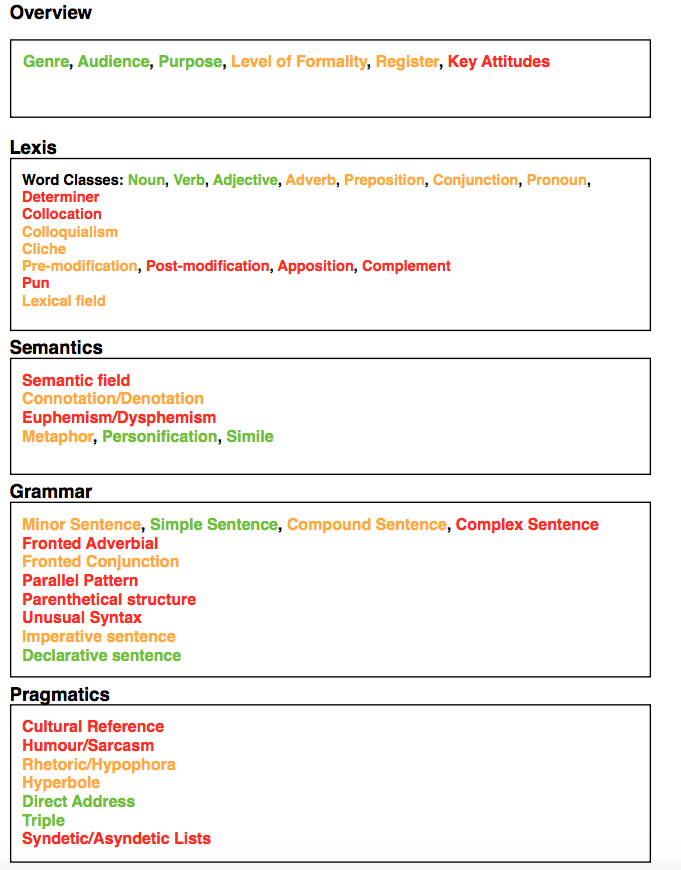 Overview
Genre, Audience, Purpose, Level of Formality, Register, Key Attitudes
Lexis
Word Classes: Noun, Verb, Adjective, Adverb, Preposition, Conjunction, Pronoun,
Determiner
Collocation
Colloquialism
Cliche
Pre-modification, Post-modification, Apposition, Complement
Pun
Lexical field
Semantics
Semantic field
Connotation/Denotation
Euphemism/Dysphemism
Metaphor, Personification, Simile
Grammar
Minor Sentence, Simple Sentence, Compound Sentence, Complex Sentence
Fronted Adverbial
Fronted Conjunction
Parallel Pattern
Parenthetical structure
Unusual Syntax
Imperative sentence
Declarative sentence
Pragmatics
Cultural Reference
Humour/Sarcasm
Rhetoric/Hypophora
Hyperbole
Direct Address
Triple
Syndetic/Asyndetic Lists